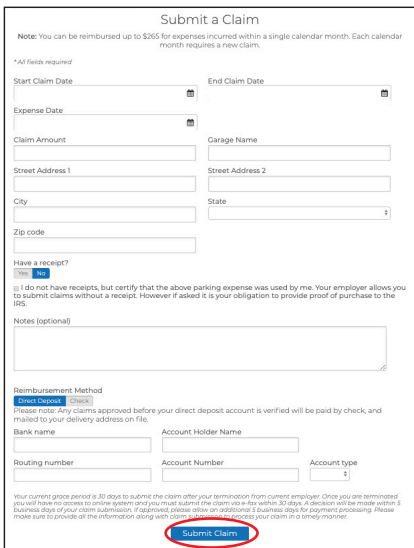 Submit a Claim
Note: You can be reimbursed up to $265 for expenses incurred within a single calendar month. Each calendar
month requires a new claim.
* All fields required
Start Claim Date
End Claim Date
Expense Date
Claim Amount
Garage Name
Street Address 1
Street Address 2
City
State
Zip code
Have a receipt?
Yes No
I do not have receipts, but certify that the above parking expense was used by me. Your employer allows you
to submit claims without a receipt. However if asked it is your obligation to provide proof of purchase to the
IRS.
Notes (optional)
Reimbursement Method
Direct Deposit Check
Please note: Any claims approved before your direct deposit account is verified will be paid by check, and
mailed to your delivery address on file.
Bank name
Account Holder Name
Routing number
Account Number
Account type
Your current grace period is 30 days to submit the claim after your termination from current employer. Once you are terminated
you will have no access to online system and you must submit the claim via e-fax within 30 days. A decision will be made within 5
business days of your claim submission. If approved, please allow an additional 5 business days for payment processing. Please
make sure to provide all the information along with claim submission to process your claim in a timely manner.
Submit Claim